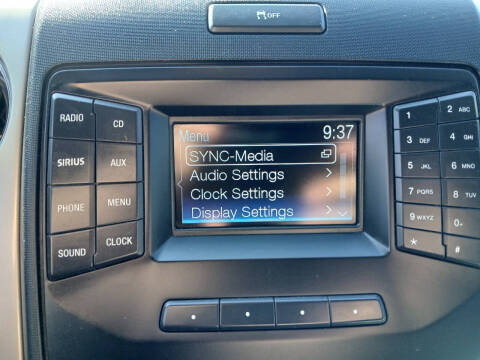 OFF
Menu 9:37
SYNC-Media
Audio Settings
Clock Settings
Display Settings
RADIO CD
SIRIUS AUX
PHONE MENU
SOUND CLOCK
1 2 ABC
3 DEF 4 GHI
5 JKL 6 MNO
7 PQRS 8 TUV
9 WXYZ 0 +
* #